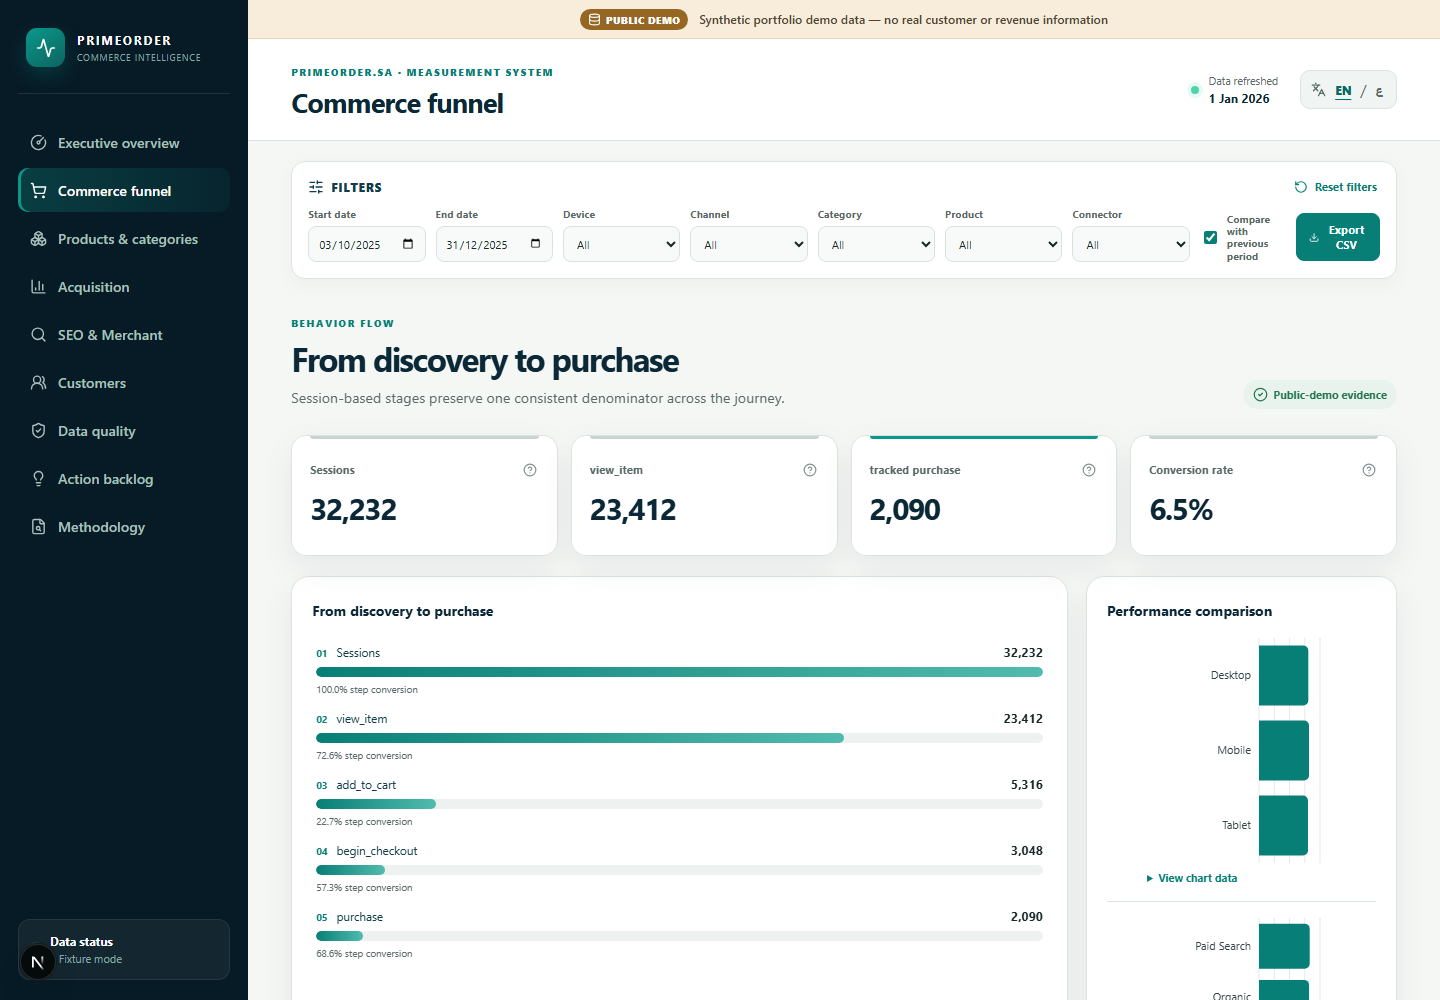 PRIMEORDER
COMMERCE INTELLIGENCE
Executive overview
Commerce funnel
Products & categories
Acquisition
SEO & Merchant
Customers
Data quality
Action backlog
Methodology
Data status
Fixture mode
N
PUBLIC DEMO Synthetic portfolio demo data — no real customer or revenue information
PRIMEORDER.SA · MEASUREMENT SYSTEM
Commerce funnel
Data refreshed
1 Jan 2026
EN / ع
FILTERS
Reset filters
Start date End date Device Channel Category Product Connector
03/10/2025 31/12/2025 All All All All All
Compare with previous period
Export CSV
BEHAVIOR FLOW
From discovery to purchase
Session-based stages preserve one consistent denominator across the journey.
Public-demo evidence
Sessions
32,232
view_item
23,412
tracked purchase
2,090
Conversion rate
6.5%
From discovery to purchase
01 Sessions 32,232
100.0% step conversion
02 view_item 23,412
72.6% step conversion
03 add_to_cart 5,316
22.7% step conversion
04 begin_checkout 3,048
57.3% step conversion
05 purchase 2,090
68.6% step conversion
Performance comparison
Desktop
Mobile
Tablet
View chart data
Paid Search
Organic